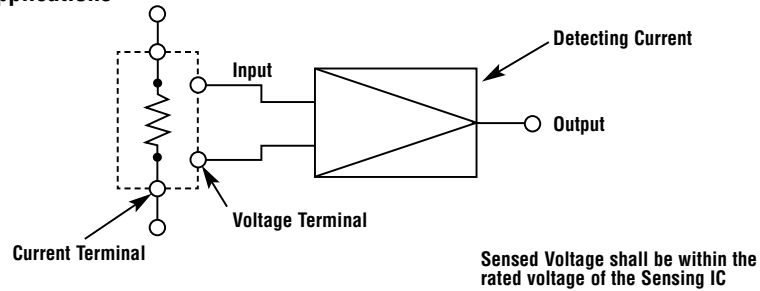 Detecting Current
Input
Output
Voltage Terminal
Current Terminal
Sensed Voltage shall be within the
rated voltage of the Sensing IC